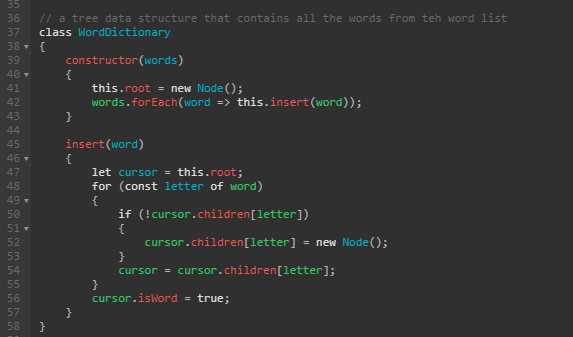 35
36 // a tree data structure that contains all the words from teh word list
37 class WordDictionary
38 {
39     constructor(words)
40     {
41         this.root = new Node();
42         words.forEach(word => this.insert(word));
43     }
44
45     insert(word)
46     {
47         let cursor = this.root;
48         for (const letter of word)
49         {
50             if (!cursor.children[letter])
51             {
52                 cursor.children[letter] = new Node();
53             }
54             cursor = cursor.children[letter];
55         }
56         cursor.isWord = true;
57     }
58 }